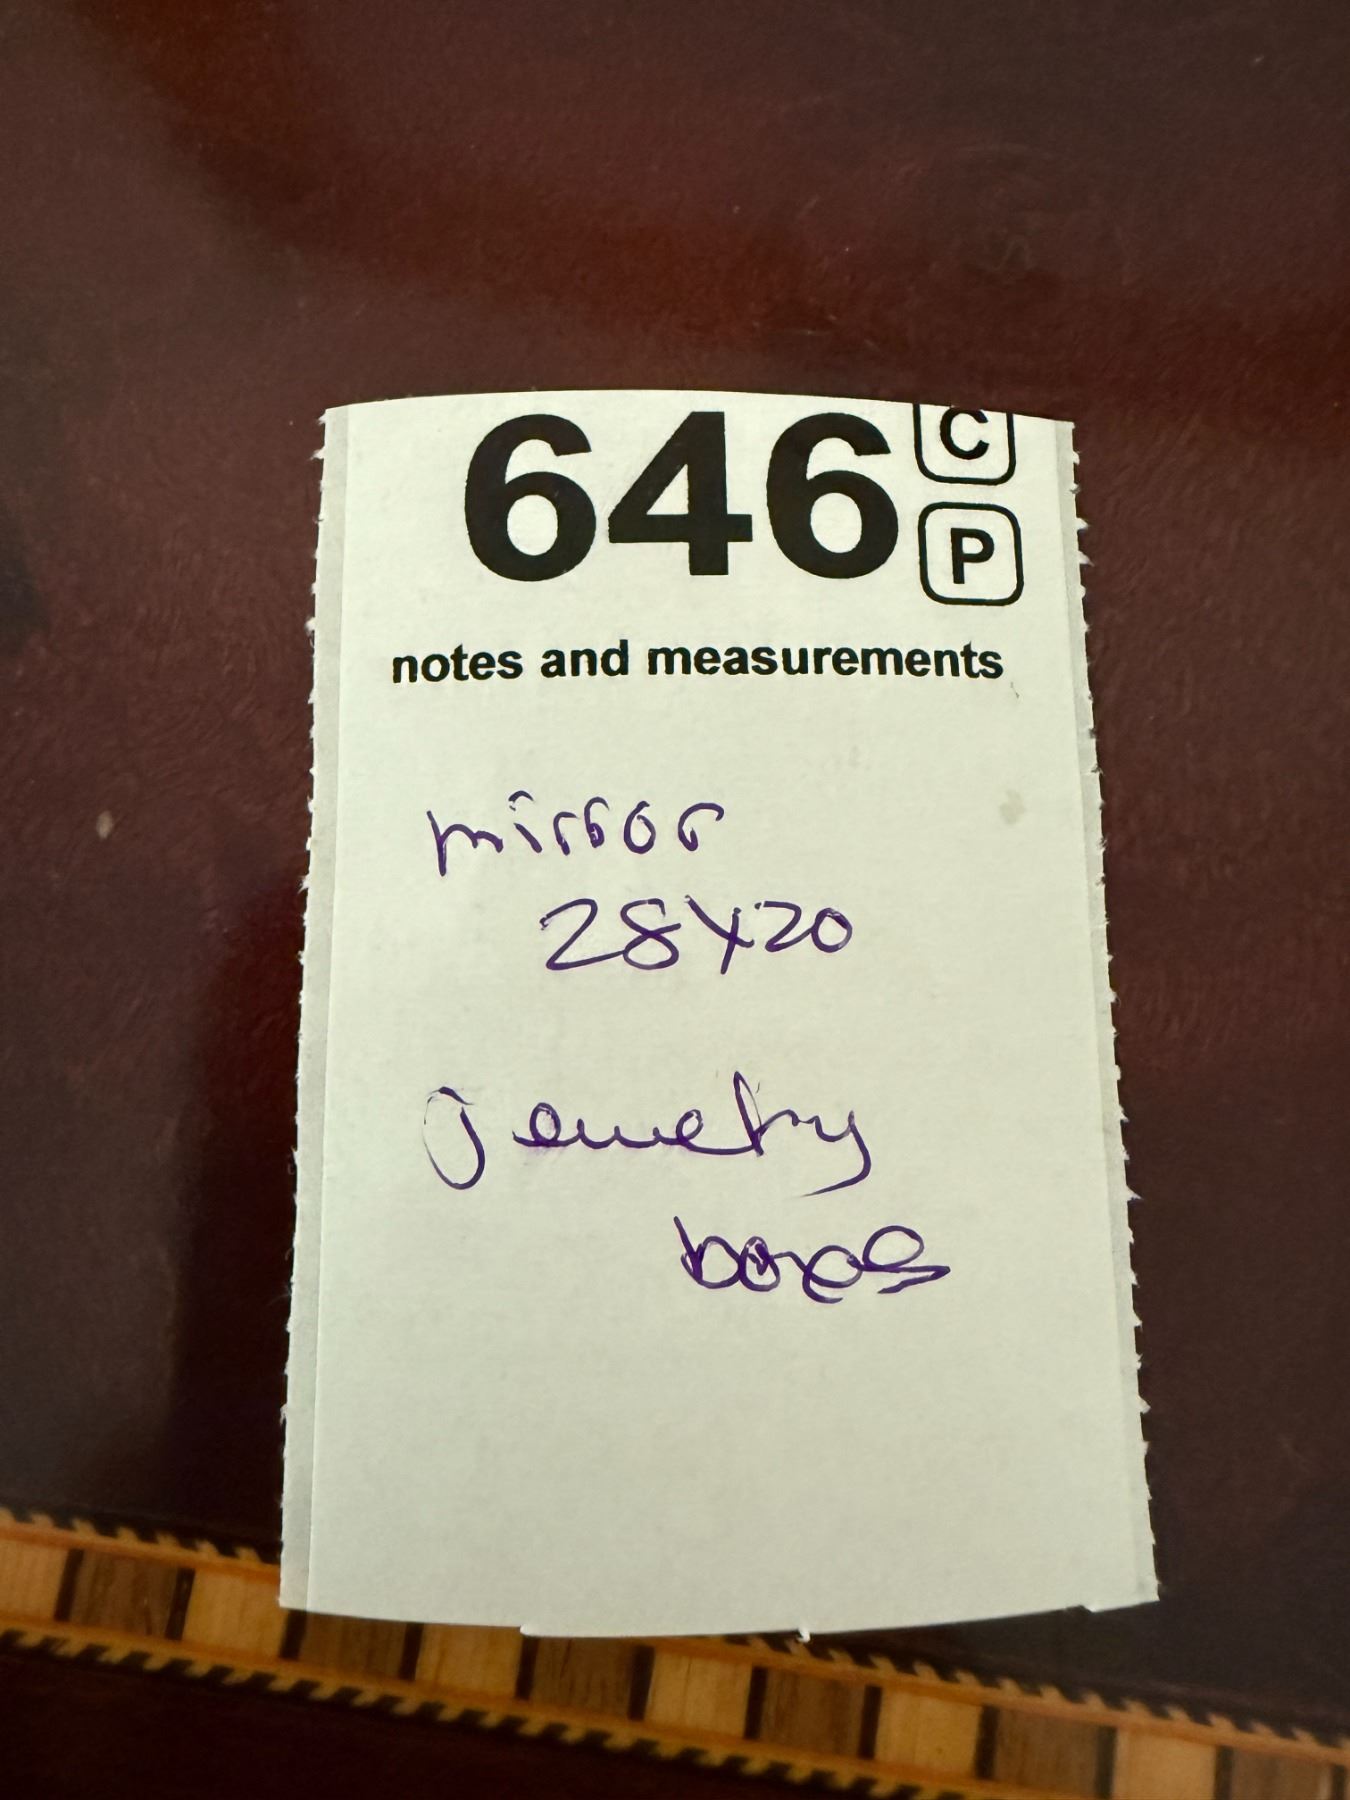 646 C
P
notes and measurements
mirror
28x20
Jewelry
boxes